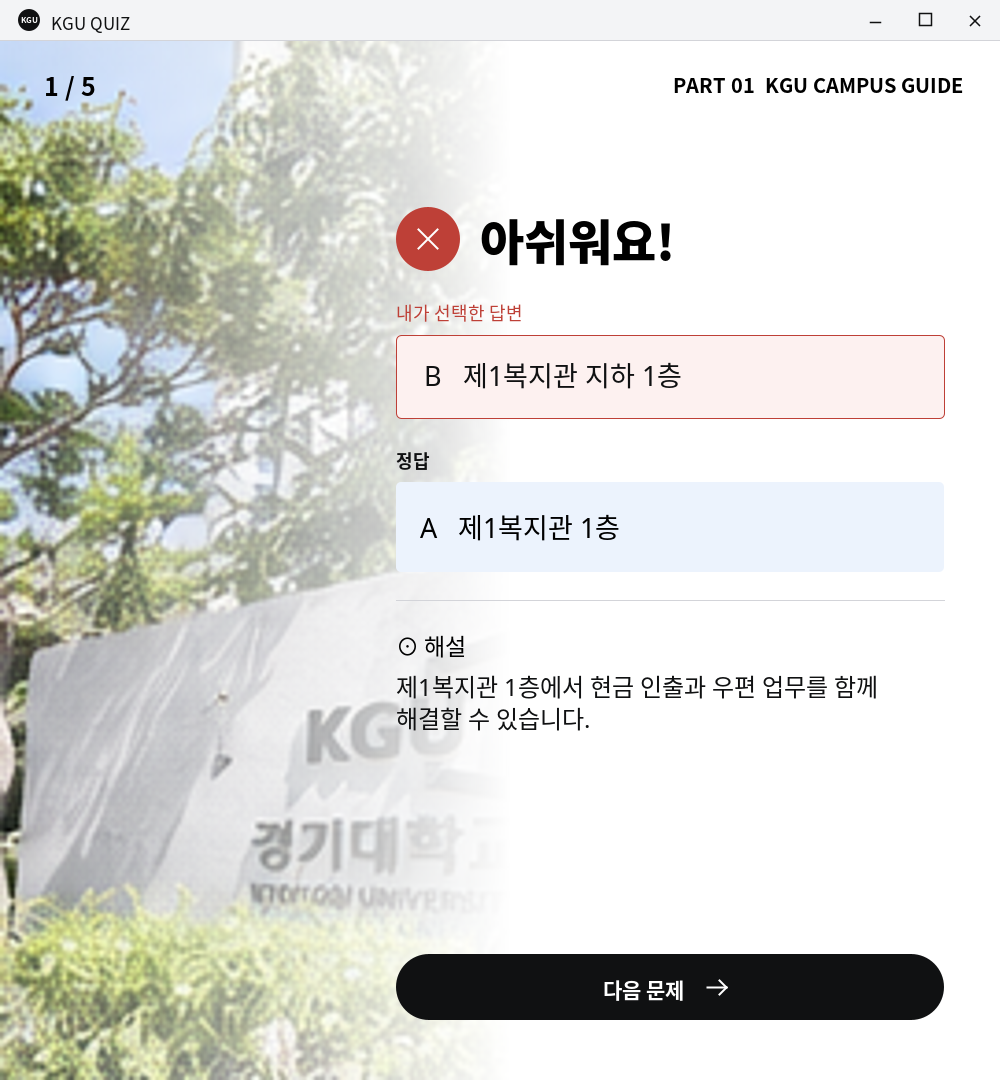 KGU KGU QUIZ
1 / 5
PART 01 KGU CAMPUS GUIDE
아쉬워요!
내가 선택한 답변
B 제1복지관 지하 1층
정답
A 제1복지관 1층
해설
제1복지관 1층에서 현금 인출과 우편 업무를 함께
해결할 수 있습니다.
KGU
경기대학교
UNIVERSITY
다음 문제